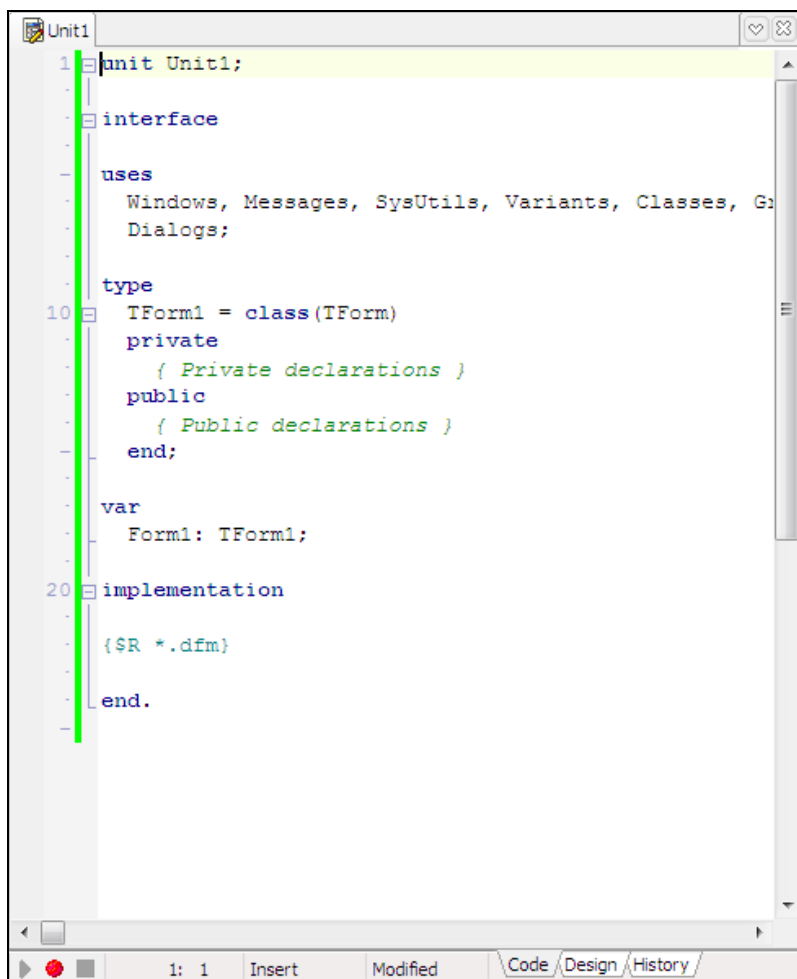 Unit1
1 unit Unit1;
interface
uses
Windows, Messages, SysUtils, Variants, Classes,
Dialogs;
type
10 TForm1 = class(TForm)
private
{ Private declarations }
public
{ Public declarations }
end;
var
Form1: TForm1;
20 implementation
{$R *.dfm}
end.
1: 1 Insert Modified Code Design History